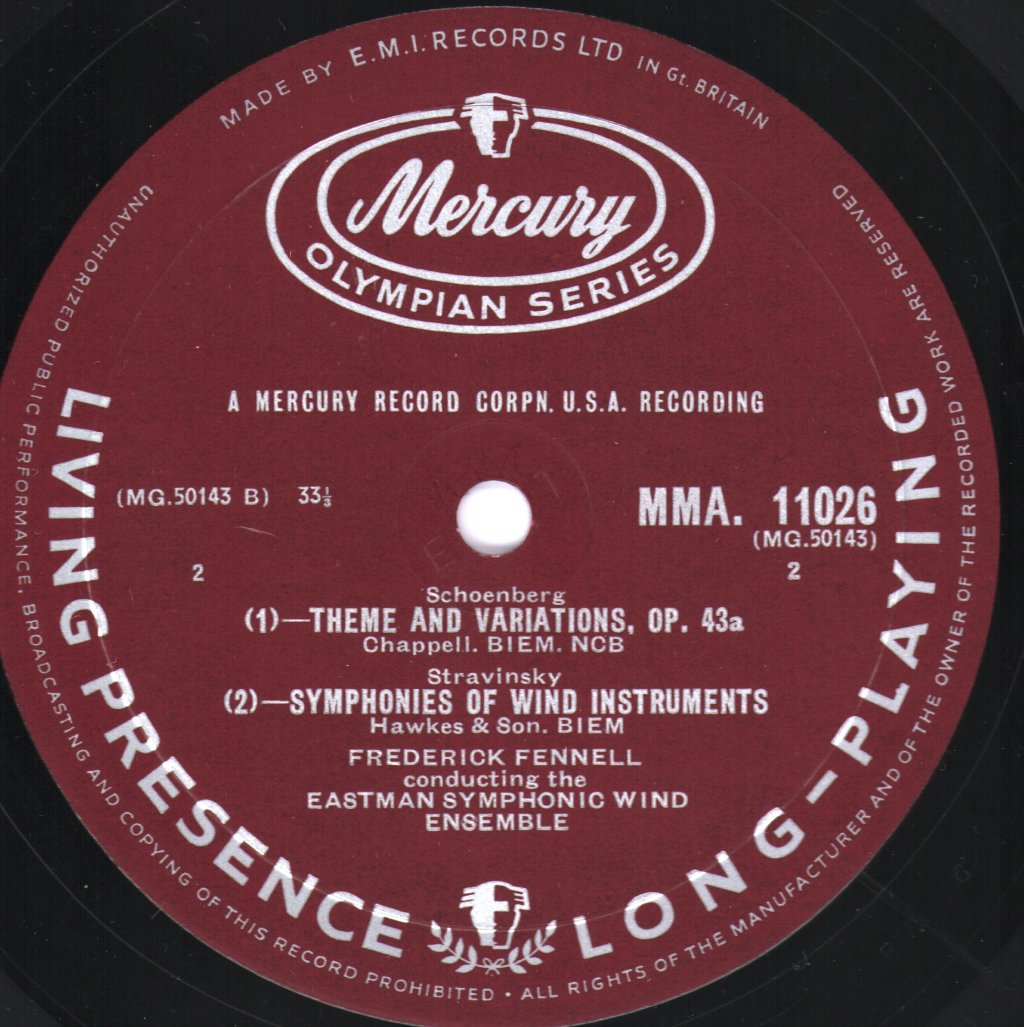 MADE BY E.M.I. RECORDS LTD IN Gt. BRITAIN
Mercury
OLYMPIAN SERIES
A MERCURY RECORD CORPN. U.S.A. RECORDING
(MG.50143 B) 33⅓
MMA. 11026
(MG.50143)
2
2
Schoenberg
(1)—THEME AND VARIATIONS, OP. 43a
Chappell. BIEM. NCB
Stravinsky
(2)—SYMPHONIES OF WIND INSTRUMENTS
Hawkes & Son. BIEM
FREDERICK FENNELL
conducting the
EASTMAN SYMPHONIC WIND
ENSEMBLE
LIVING PRESENCE
LONG-PLAYING
UNAUTHORIZED PUBLIC PERFORMANCE, BROADCASTING AND COPYING OF THIS RECORD PROHIBITED • ALL RIGHTS OF THE MANUFACTURER AND OF THE OWNER OF THE RECORDED WORK ARE RESERVED